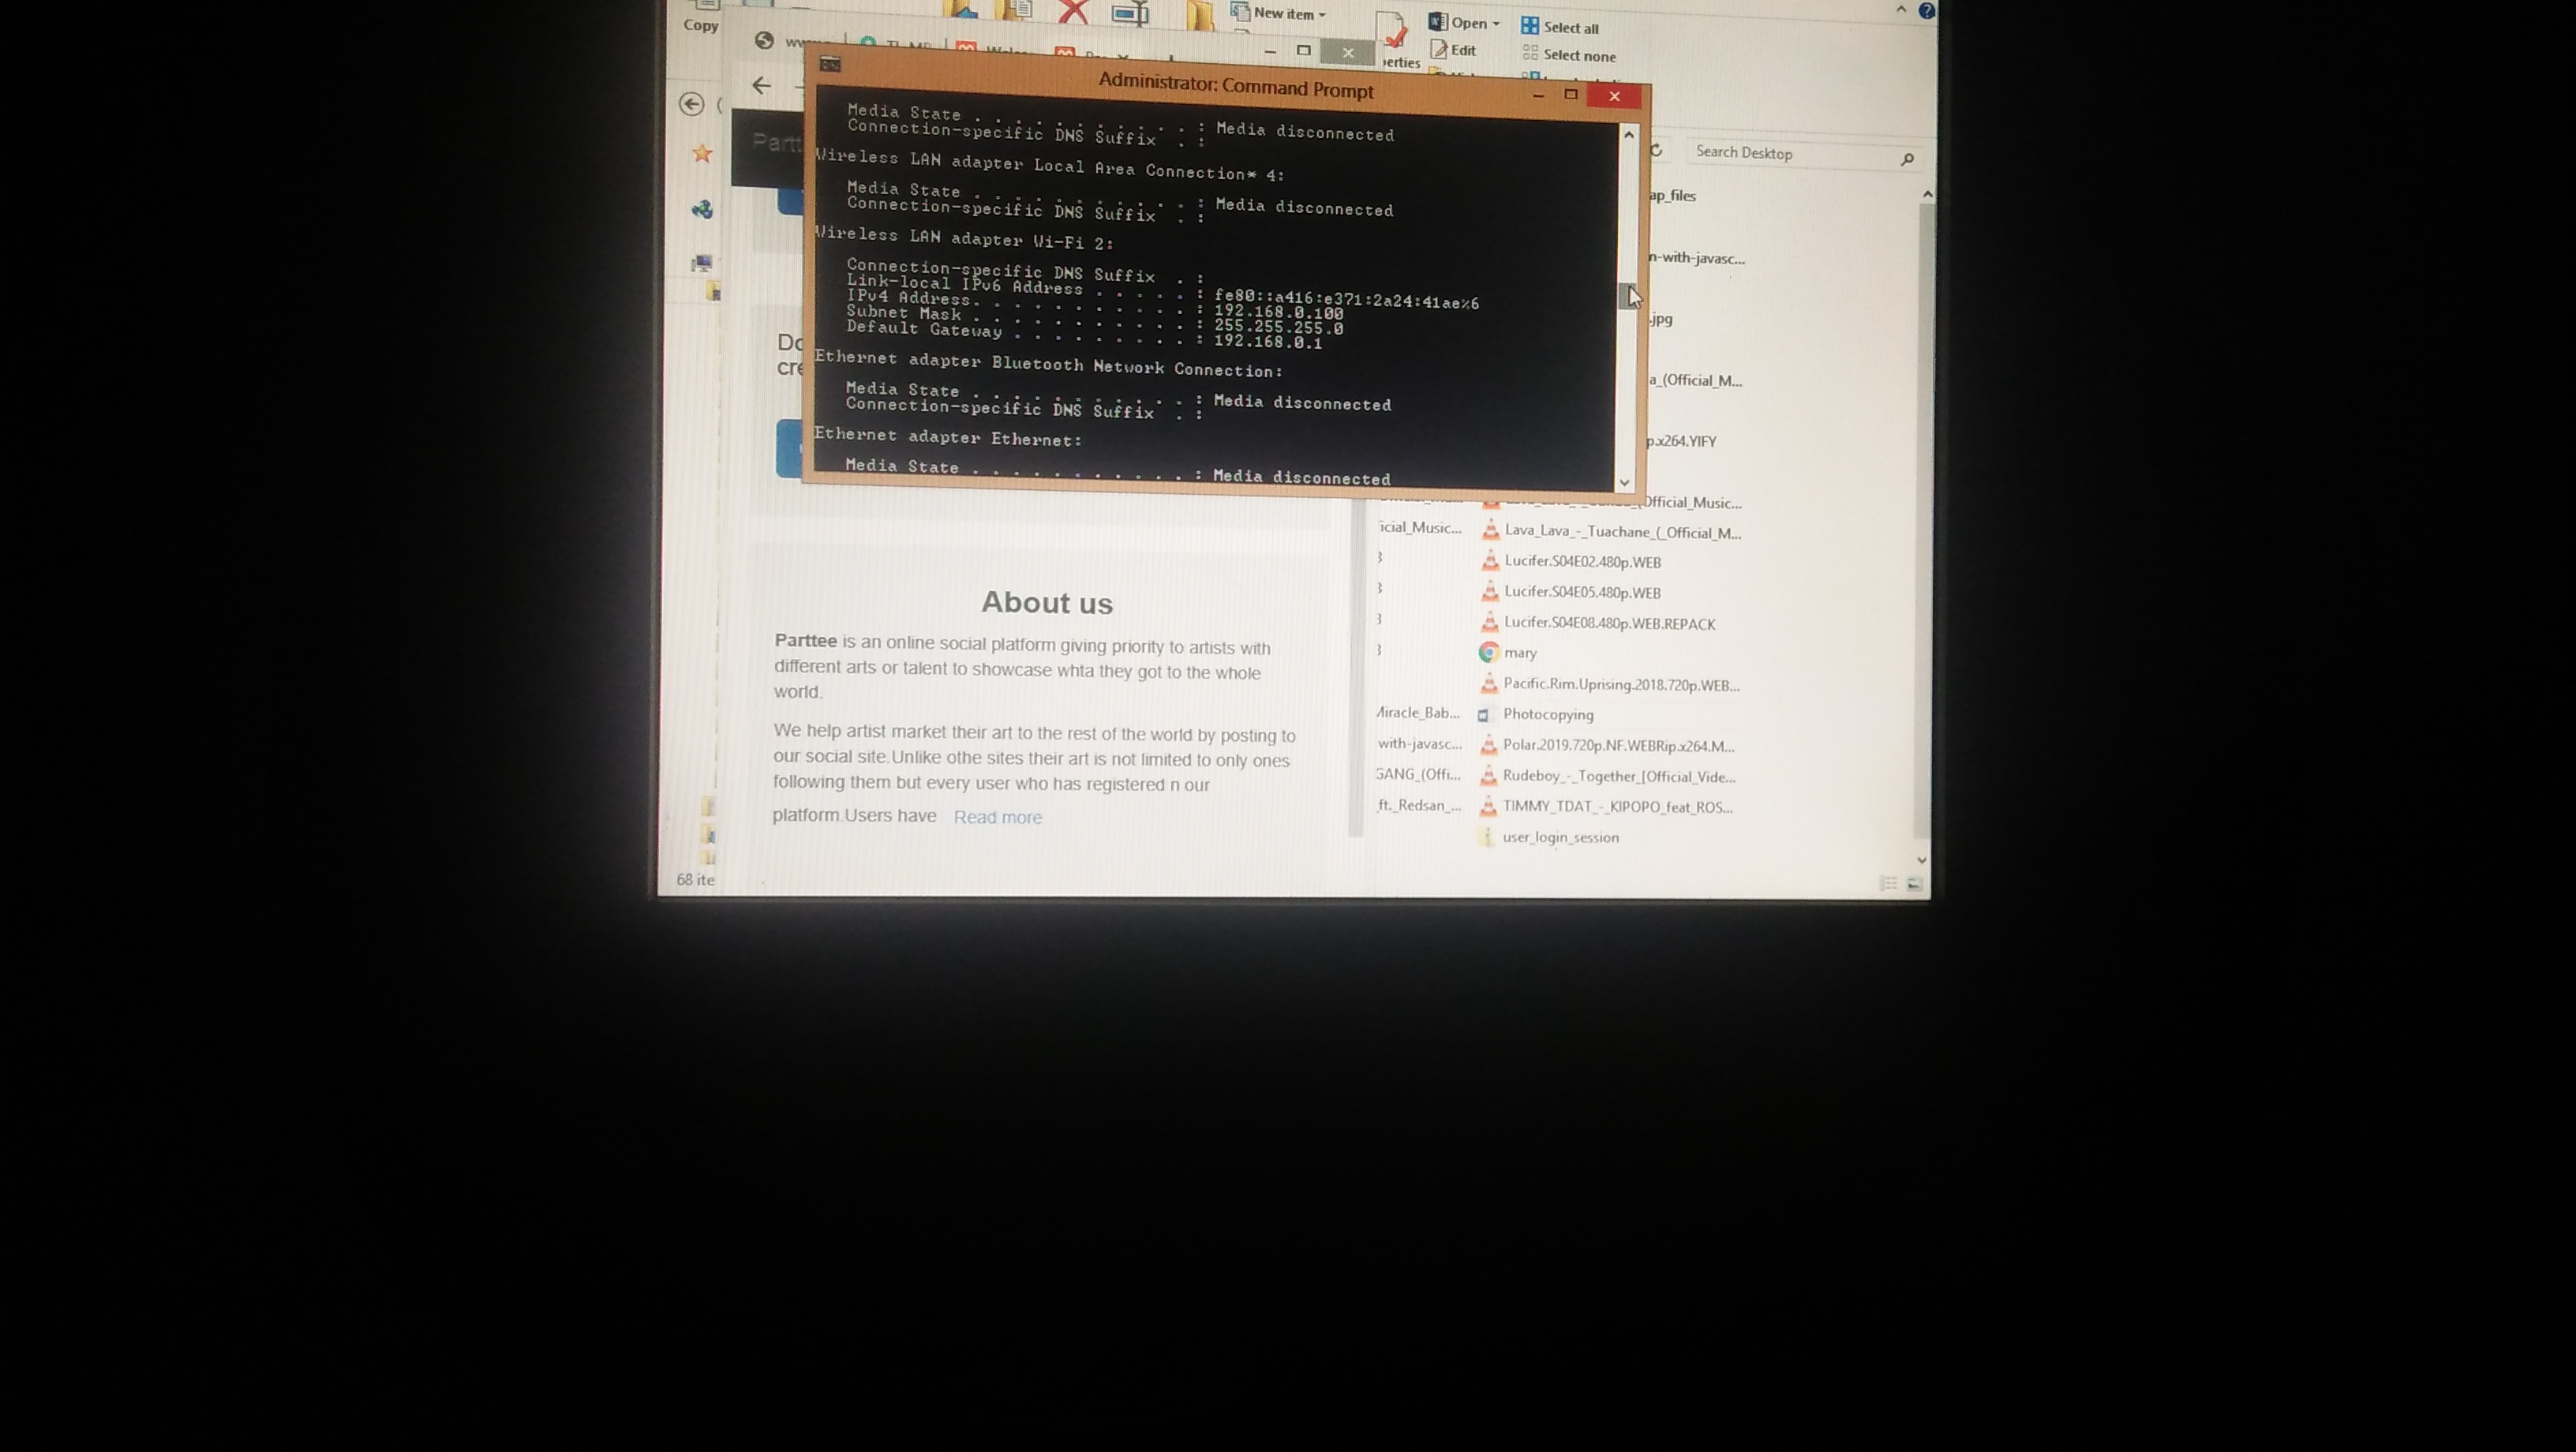 Copy
New item
Open
Select all
Edit
Select none
erties
Administrator: Command Prompt
Media State . . . . . . . . . . . : Media disconnected
Connection-specific DNS Suffix . :
Wireless LAN adapter Local Area Connection* 4:
Media State . . . . . . . . . . . : Media disconnected
Connection-specific DNS Suffix . :
Wireless LAN adapter Wi-Fi 2:
Connection-specific DNS Suffix . :
Link-local IPv6 Address . . . . . : fe80::a416:e371:2a24:41ae%6
IPv4 Address. . . . . . . . . . . : 192.168.0.100
Subnet Mask . . . . . . . . . . . : 255.255.255.0
Default Gateway . . . . . . . . . : 192.168.0.1
Ethernet adapter Bluetooth Network Connection:
Media State . . . . . . . . . . . : Media disconnected
Connection-specific DNS Suffix . :
Ethernet adapter Ethernet:
Media State . . . . . . . . . . . : Media disconnected
Partt
Do
cre
About us
Parttee is an online social platform giving priority to artists with
different arts or talent to showcase whta they got to the whole
world.
We help artist market their art to the rest of the world by posting to
our social site.Unlike othe sites their art is not limited to only ones
following them but every user who has registered n our
platform.Users have Read more
68 ite
Search Desktop
ap_files
n-with-javasc...
.jpg
a_(Official_M...
p.x264.YIFY
Official_Music...
icial_Music...
Lava_Lava_-_Tuachane_(_Official_M...
Lucifer.S04E02.480p.WEB
Lucifer.S04E05.480p.WEB
Lucifer.S04E08.480p.WEB.REPACK
mary
Pacific.Rim.Uprising.2018.720p.WEB...
Miracle_Bab...
Photocopying
with-javasc...
Polar.2019.720p.NF.WEBRip.x264.M...
GANG_(Offi...
Rudeboy_-_Together_[Official_Vide...
ft._Redsan_...
TIMMY_TDAT_-_KIPOPO_feat_ROS...
user_login_session